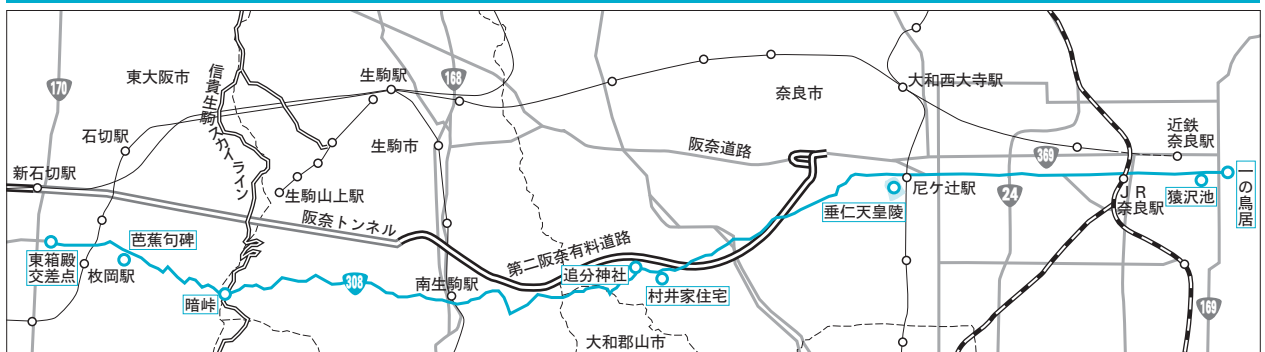 170
東大阪市
信貴生駒スカイライン
生駒駅
168
奈良市
大和西大寺駅
石切駅
生駒市
阪奈道路
369
近鉄
奈良駅
新石切駅
生駒山上駅
阪奈トンネル
垂仁天皇陵
尼ケ辻駅
24
JR
奈良駅
猿沢池
一の鳥居
東箱殿
交差点
芭蕉句碑
枚岡駅
暗峠
308
南生駒駅
第二阪奈有料道路
追分神社
村井家住宅
大和郡山市
169